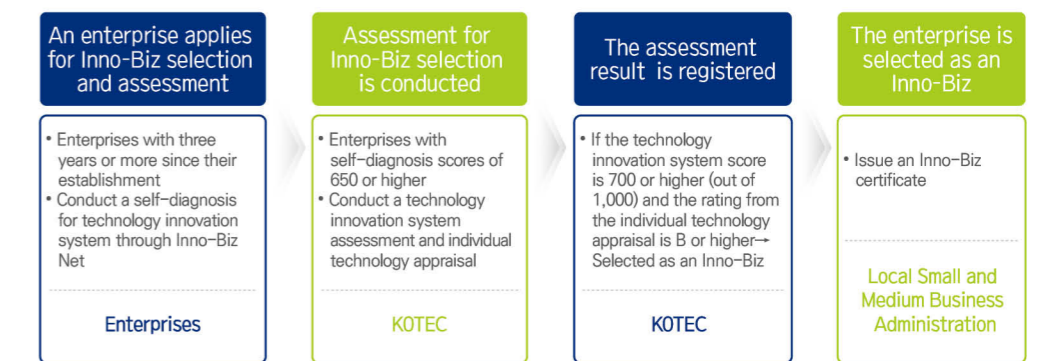 An enterprise applies
for Inno-Biz selection
and assessment
• Enterprises with three
years or more since their
establishment
• Conduct a self-diagnosis
for technology innovation
system through Inno-Biz
Net
Enterprises
Assessment for
Inno-Biz selection
is conducted
• Enterprises with
self-diagnosis scores of
650 or higher
• Conduct a technology
innovation system
assessment and individual
technology appraisal
KOTEC
The assessment
result is registered
• If the technology
innovation system score
is 700 or higher (out of
1,000) and the rating from
the individual technology
appraisal is B or higher→
Selected as an Inno-Biz
KOTEC
The enterprise is
selected as an
Inno-Biz
• Issue an Inno-Biz
certificate
Local Small and
Medium Business
Administration